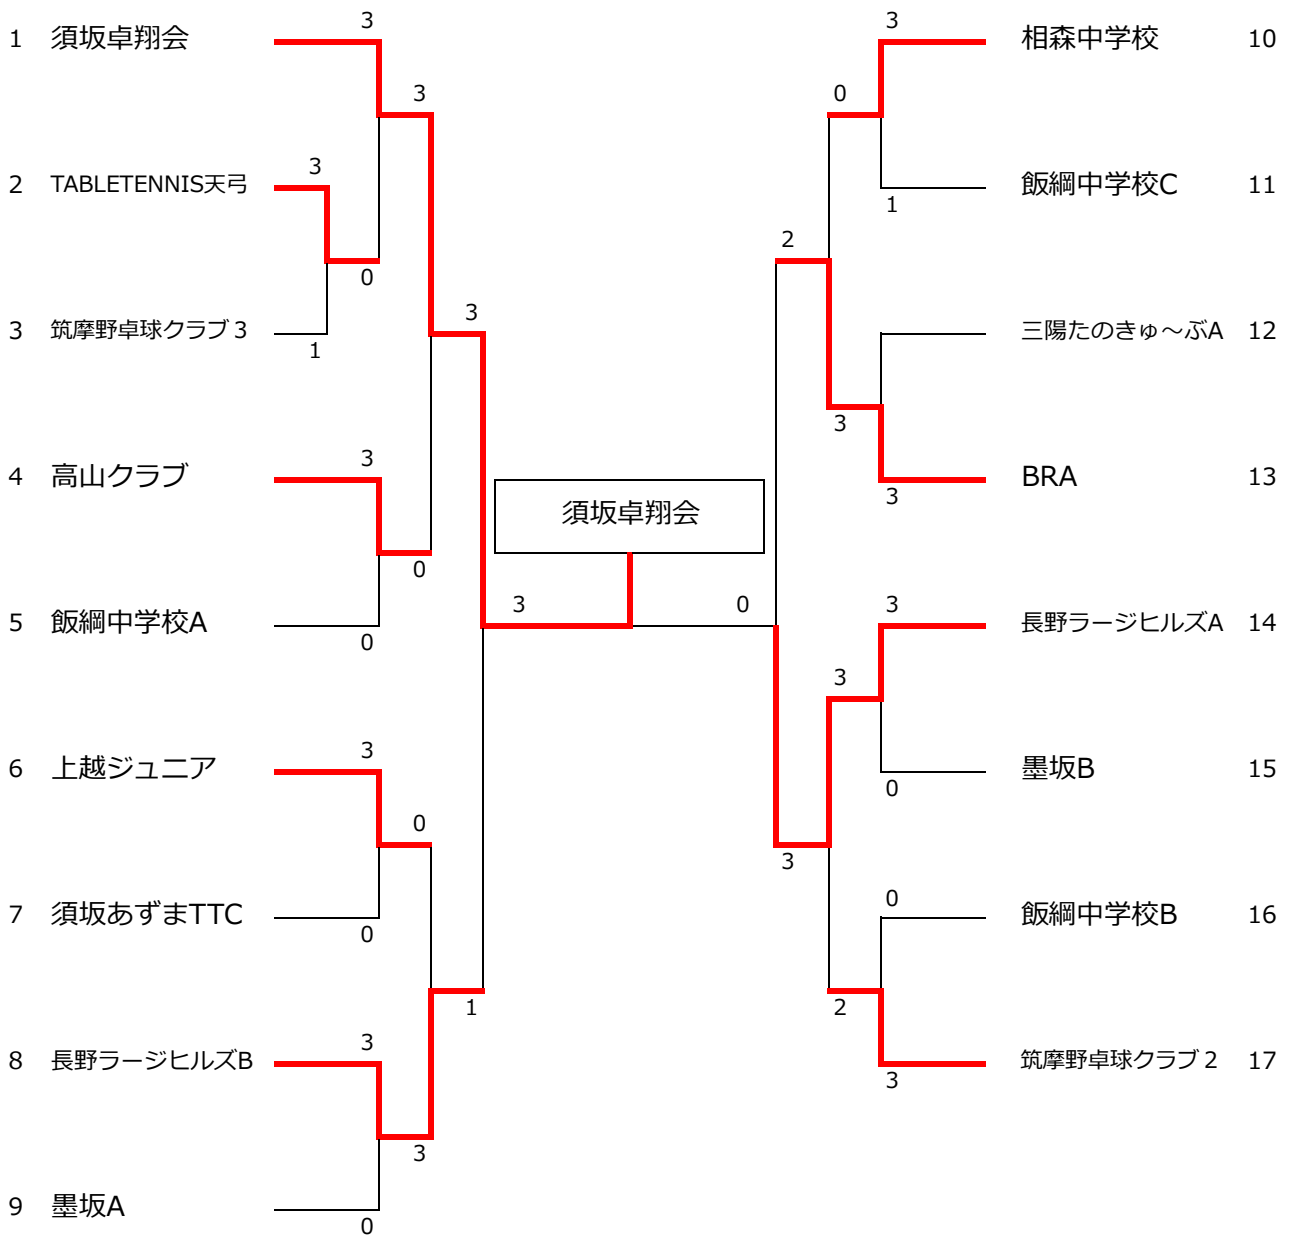 3
1 須坂卓翔会
3
2 TABLETENNIS天弓
3
0
3 筑摩野卓球クラブ３
1
3
4 高山クラブ
3
0
5 飯綱中学校A
0
6 上越ジュニア
3
0
7 須坂あずまTTC
0
1
8 長野ラージヒルズB
3
3
9 墨坂A
0
須坂卓翔会
3
0
3
相森中学校 10
0
飯綱中学校C 11
1
2
三陽たのきゅ～ぶA 12
3
BRA 13
3
3
長野ラージヒルズA 14
3
墨坂B 15
0
3
0
飯綱中学校B 16
2
筑摩野卓球クラブ２ 17
3